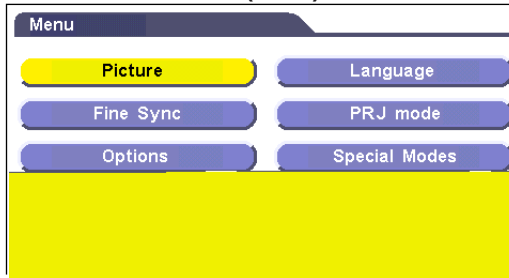 Menu
Picture
Language
Fine Sync
PRJ mode
Options
Special Modes